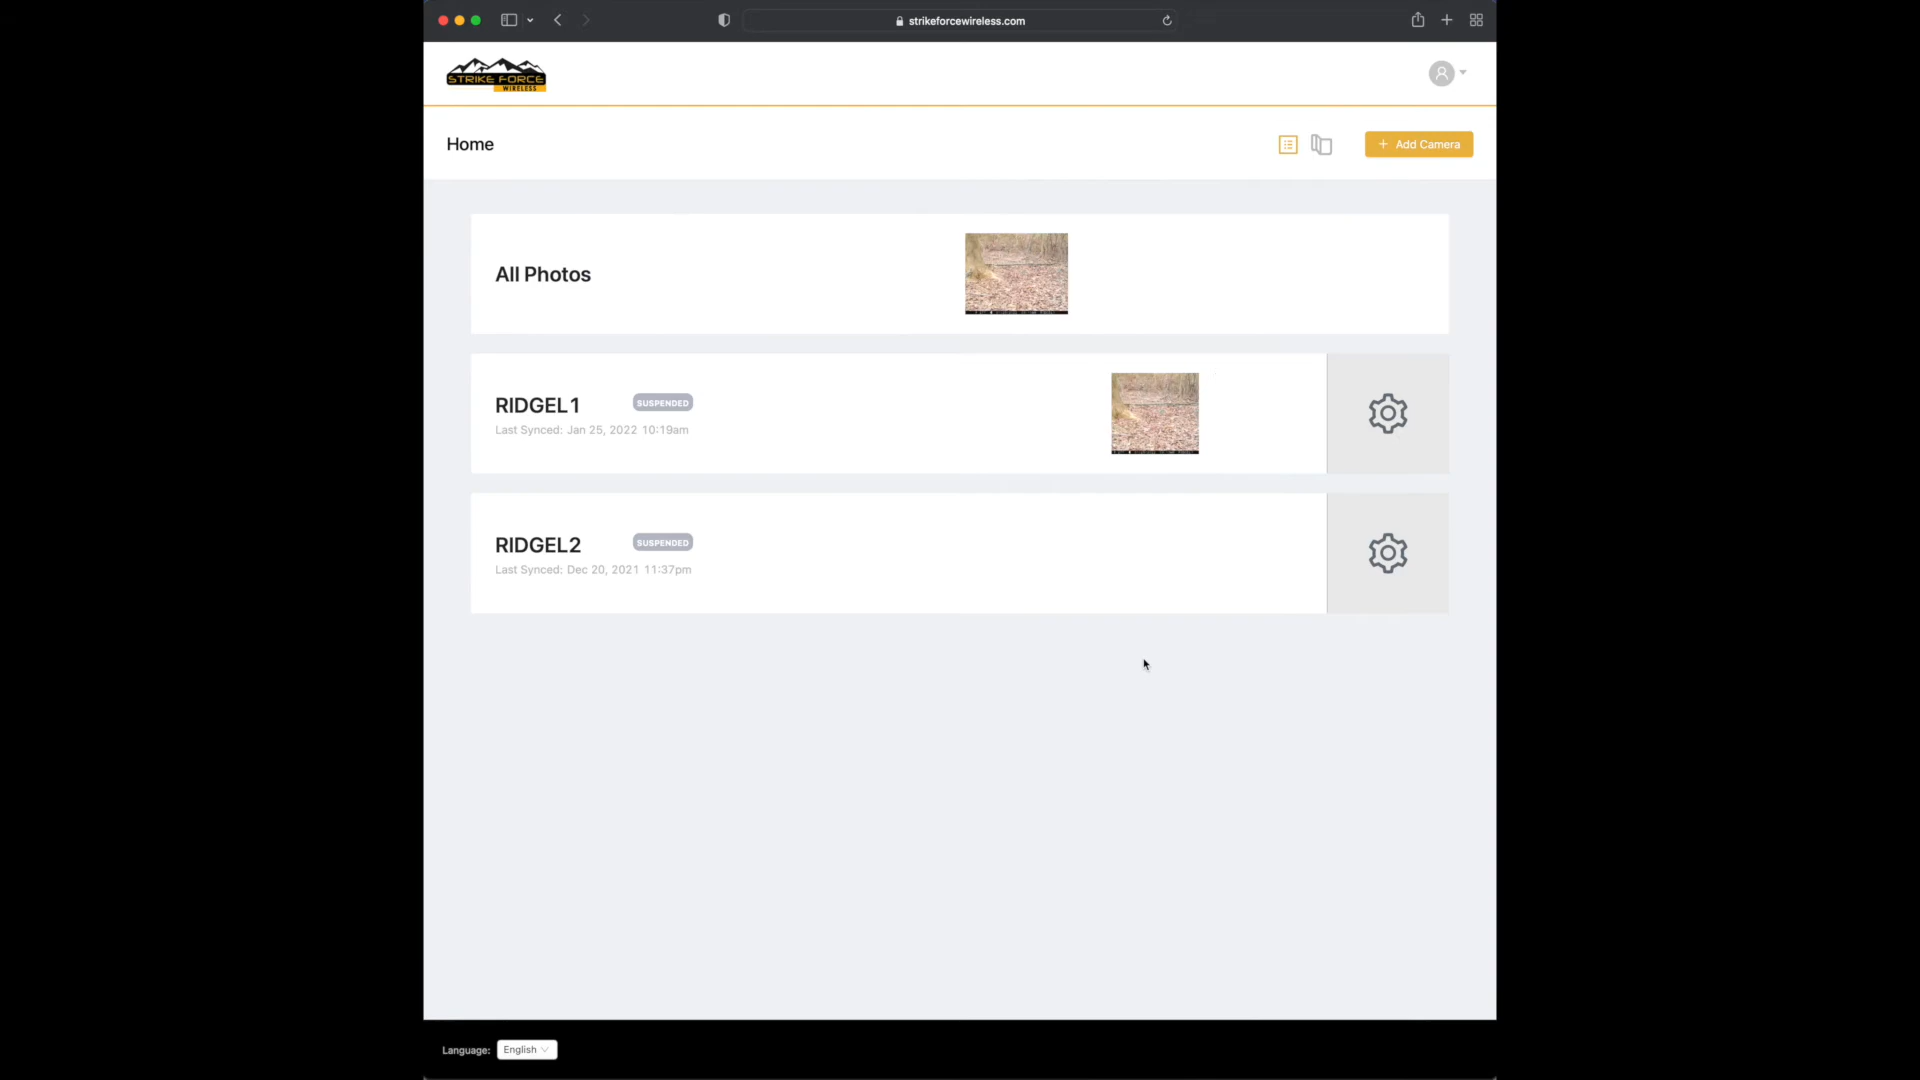 strikeforcewireless.com
STRIKE FORCE
WIRELESS
Home
+ Add Camera
All Photos
RIDGEL1 SUSPENDED
Last Synced: Jan 25, 2022 10:19am
RIDGEL2 SUSPENDED
Last Synced: Dec 20, 2021 11:37pm
Language: English